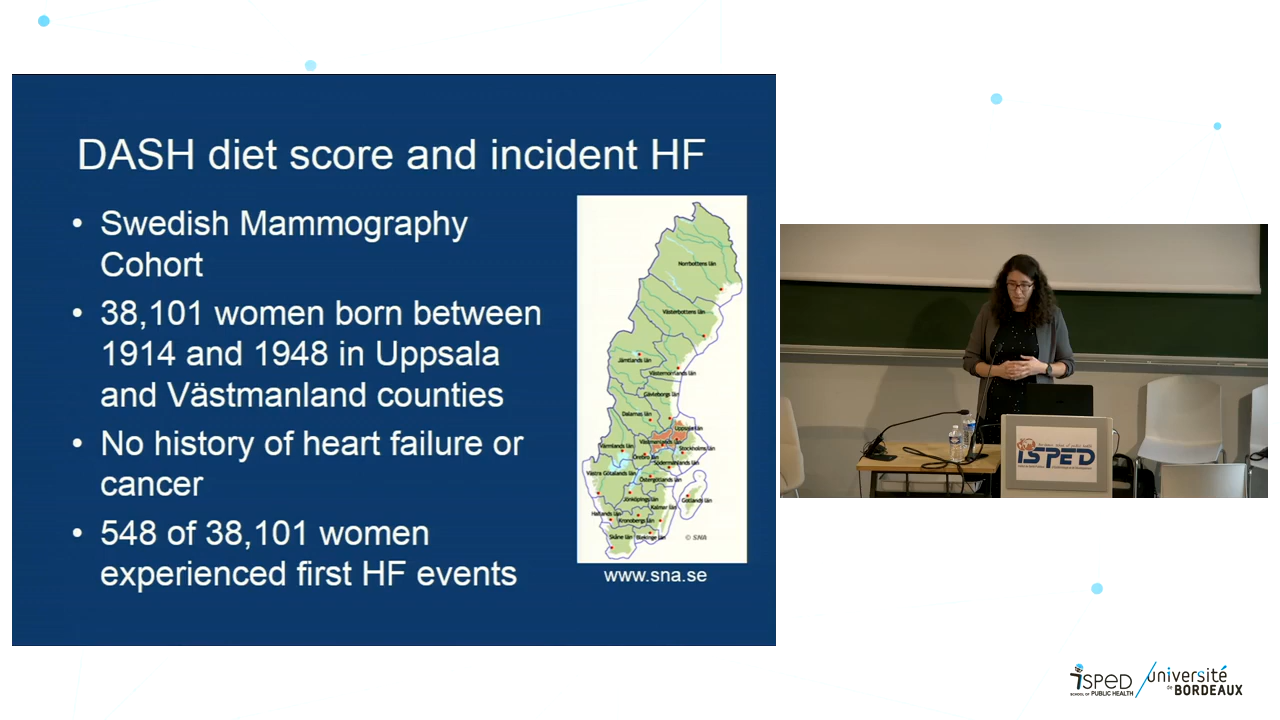 DASH diet score and incident HF
• Swedish Mammography
Cohort
• 38,101 women born between
1914 and 1948 in Uppsala
and Västmanland counties
• No history of heart failure or
cancer
• 548 of 38,101 women
experienced first HF events
Norrbottens län
Västerbottens län
Jämtlands län
Västernorrlands län
Gävleborgs län
Dalarnas län
Uppsala län
Värmlands län
Stockholms län
Örebro län
Södermanlands län
Västra Götalands län
Östergötlands län
Jönköpings län
Gotlands län
Kalmar län
Hallands län
Kronobergs län
Skåne län
Blekinge län
© SNA
www.sna.se
ISPED
ISPED
SCHOOL OF PUBLIC HEALTH
université
de BORDEAUX